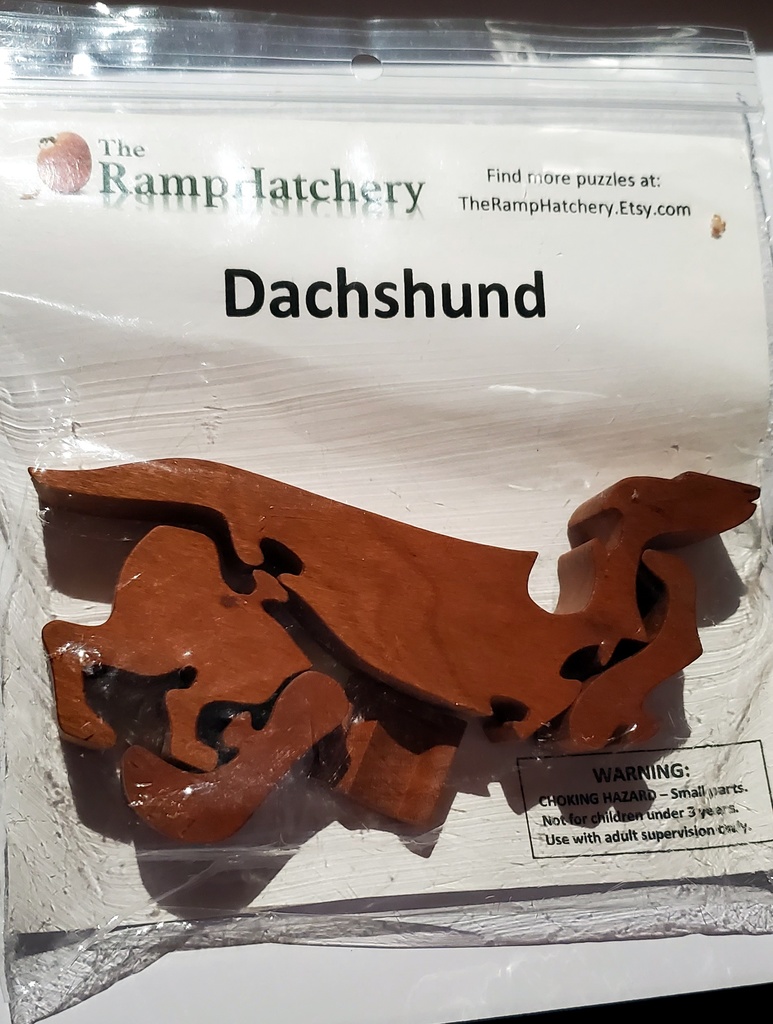 The
RampHatchery
Find more puzzles at:
TheRampHatchery.Etsy.com
Dachshund
WARNING:
CHOKING HAZARD – Small parts.
Not for children under 3 years.
Use with adult supervision only.